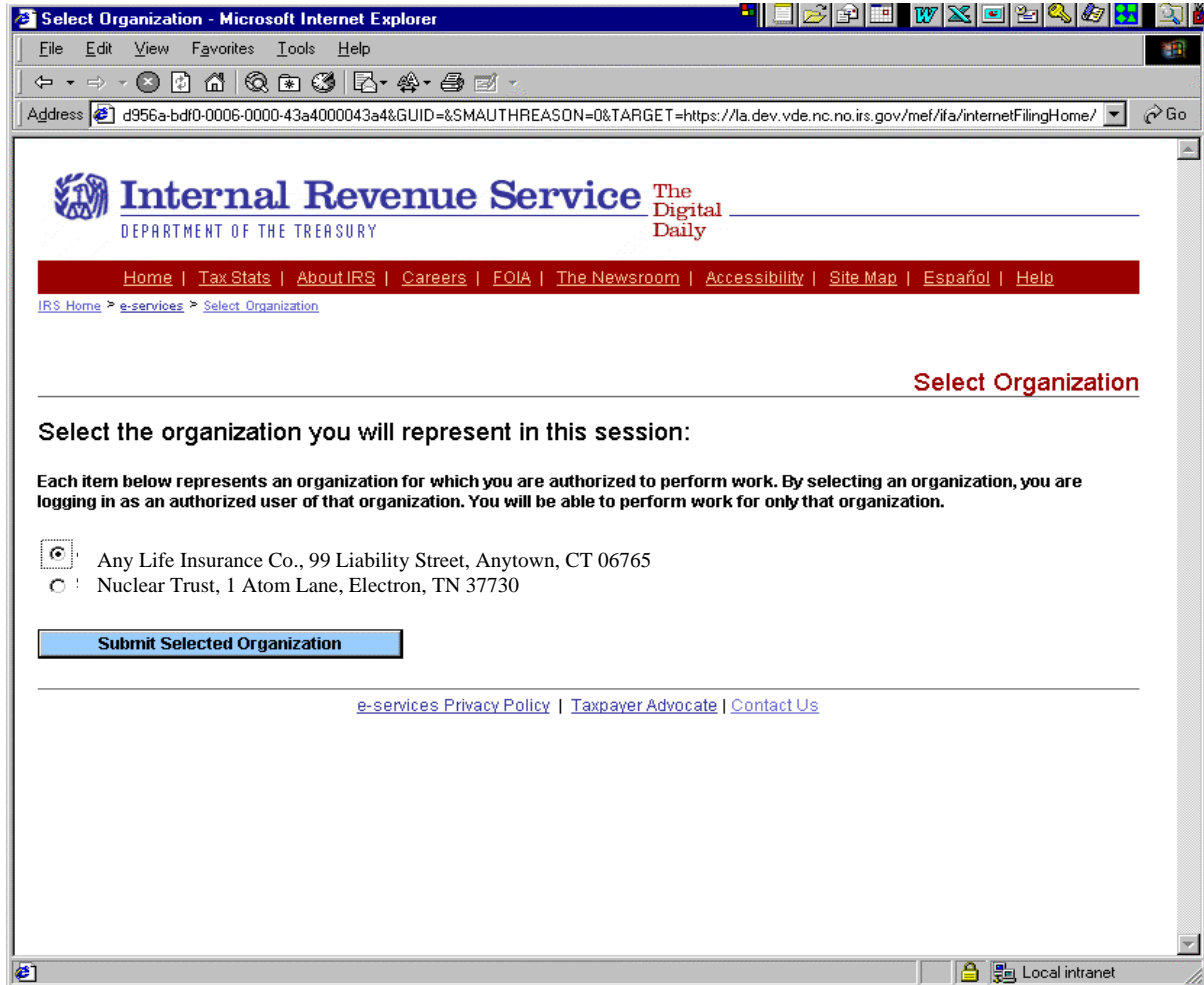 Select Organization - Microsoft Internet Explorer
File Edit View Favorites Tools Help
Address d956a-bdf0-0006-0000-43a4000043a4&GUID=&SMAUTHREASON=0&TARGET=https://la.dev.vde.nc.no.irs.gov/mef/ifa/internetFilingHome/ Go
Internal Revenue Service
DEPARTMENT OF THE TREASURY
The
Digital
Daily
Home | Tax Stats | About IRS | Careers | FOIA | The Newsroom | Accessibility | Site Map | Español | Help
IRS Home > e-services > Select Organization
Select Organization
Select the organization you will represent in this session:
Each item below represents an organization for which you are authorized to perform work. By selecting an organization, you are
logging in as an authorized user of that organization. You will be able to perform work for only that organization.
Any Life Insurance Co., 99 Liability Street, Anytown, CT 06765
Nuclear Trust, 1 Atom Lane, Electron, TN 37730
Submit Selected Organization
e-services Privacy Policy | Taxpayer Advocate | Contact Us
Local intranet